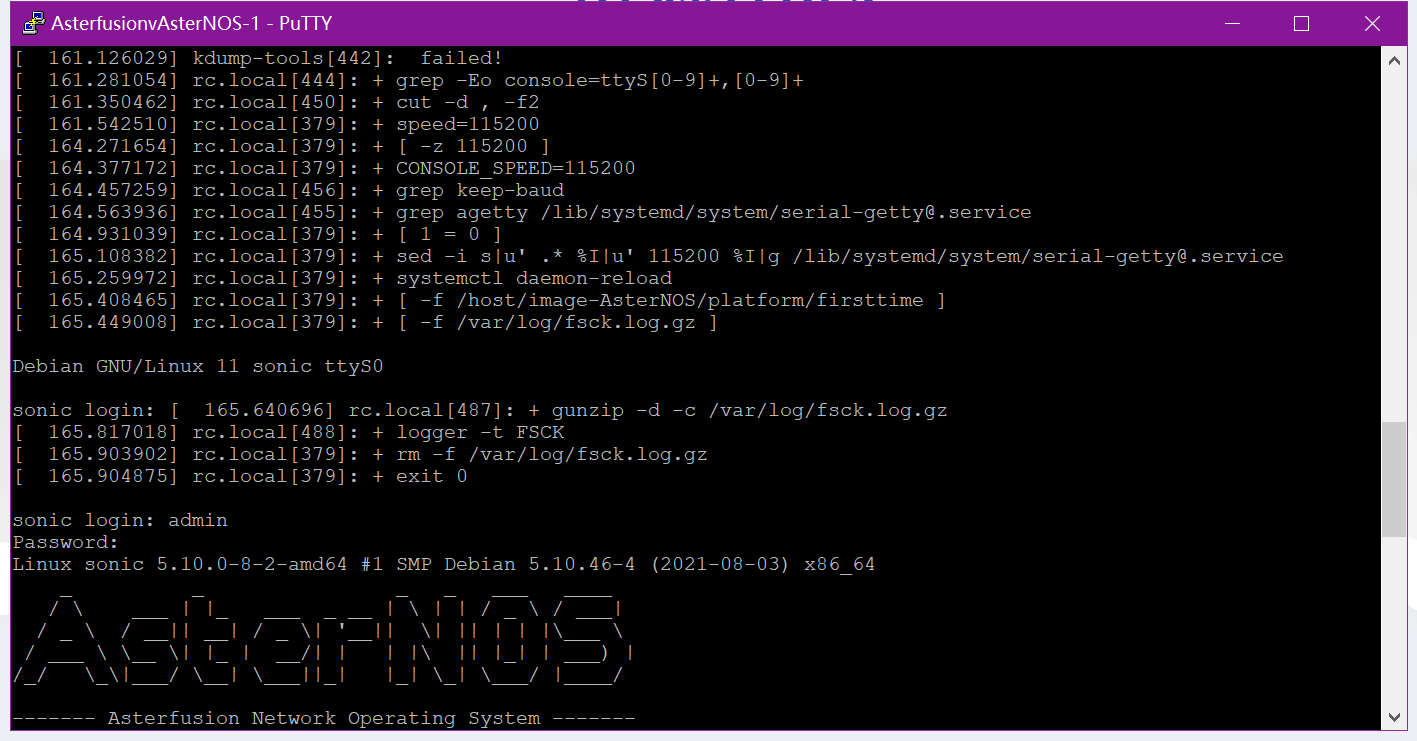 AsterfusionvAsterNOS-1 - PuTTY
[  161.126029] kdump-tools[442]:  failed!
[  161.281054] rc.local[444]: + grep -Eo console=ttyS[0-9]+,[0-9]+
[  161.350462] rc.local[450]: + cut -d , -f2
[  161.542510] rc.local[379]: + speed=115200
[  164.271654] rc.local[379]: + [ -z 115200 ]
[  164.377172] rc.local[379]: + CONSOLE_SPEED=115200
[  164.457259] rc.local[456]: + grep keep-baud
[  164.563936] rc.local[455]: + grep agetty /lib/systemd/system/serial-getty@.service
[  164.931039] rc.local[379]: + [ 1 = 0 ]
[  165.108382] rc.local[379]: + sed -i s|u' .* %I|u' 115200 %I|g /lib/systemd/system/serial-getty@.service
[  165.259972] rc.local[379]: + systemctl daemon-reload
[  165.408465] rc.local[379]: + [ -f /host/image-AsterNOS/platform/firsttime ]
[  165.449008] rc.local[379]: + [ -f /var/log/fsck.log.gz ]
Debian GNU/Linux 11 sonic ttyS0
sonic login: [  165.640696] rc.local[487]: + gunzip -d -c /var/log/fsck.log.gz
[  165.817018] rc.local[488]: + logger -t FSCK
[  165.903902] rc.local[379]: + rm -f /var/log/fsck.log.gz
[  165.904875] rc.local[379]: + exit 0
sonic login: admin
Password:
Linux sonic 5.10.0-8-2-amd64 #1 SMP Debian 5.10.46-4 (2021-08-03) x86_64
AsterNOS
------- Asterfusion Network Operating System -------